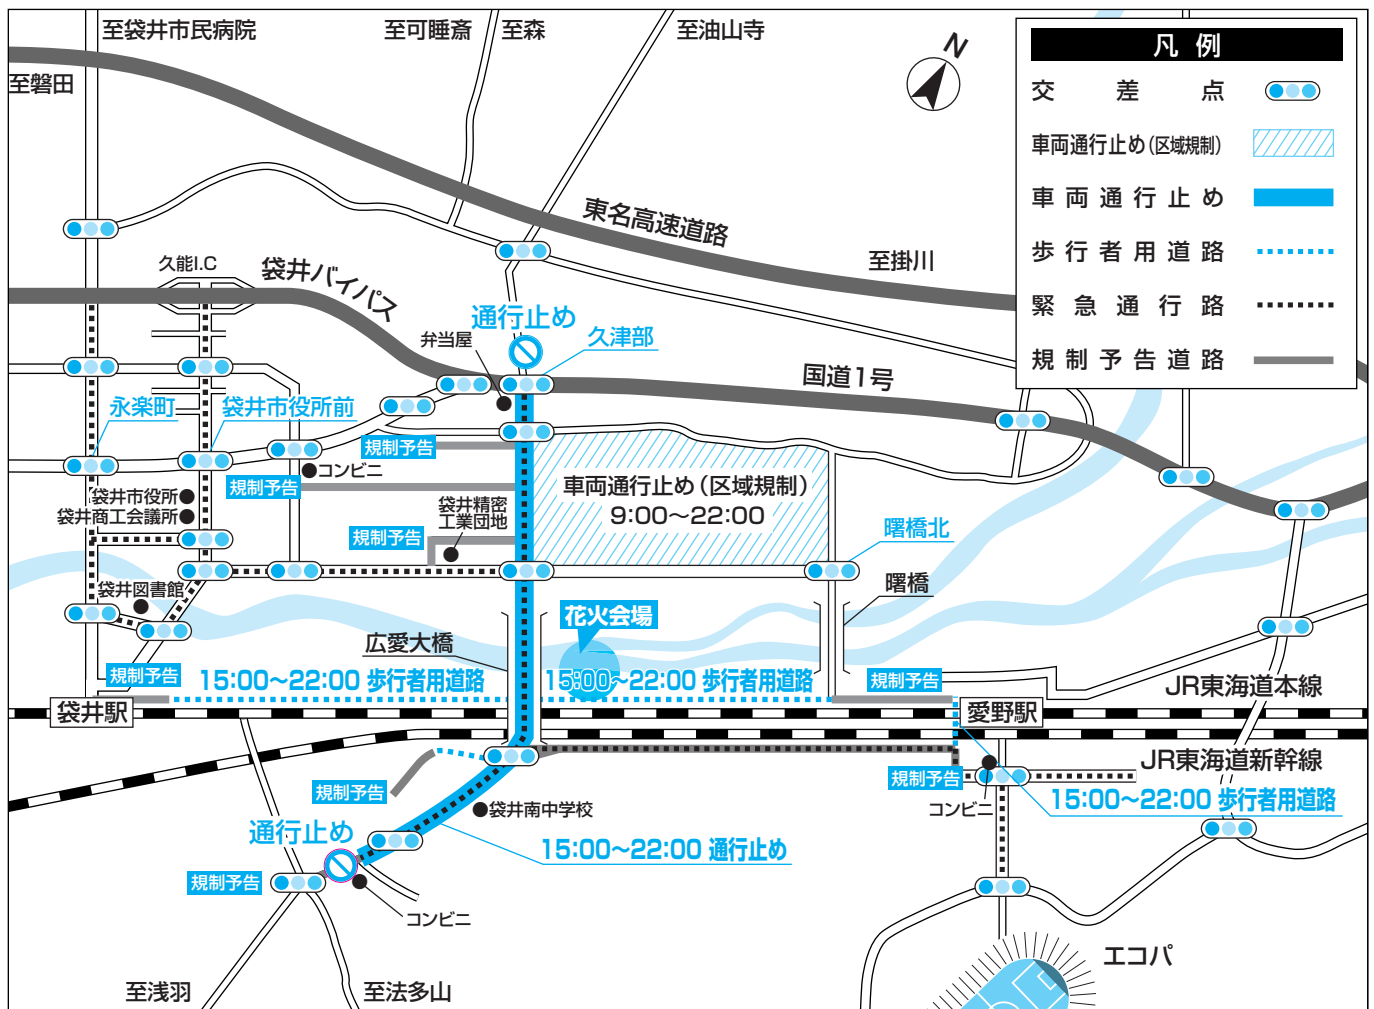 至袋井市民病院
至可睡斎
至森
至油山寺
N
至磐田
凡例
交差点
車両通行止め(区域規制)
車両通行止め
歩行者用道路
緊急通行路
規制予告道路
東名高速道路
至掛川
久能I.C
袋井バイパス
通行止め
弁当屋
久津部
国道1号
永楽町
袋井市役所前
規制予告
コンビニ
規制予告
車両通行止め(区域規制)
9:00〜22:00
袋井市役所
袋井商工会議所
袋井精密
工業団地
規制予告
曙橋北
袋井図書館
曙橋
花火会場
広愛大橋
規制予告
15:00〜22:00 歩行者用道路
15:00〜22:00 歩行者用道路
規制予告
JR東海道本線
袋井駅
愛野駅
JR東海道新幹線
規制予告
規制予告
コンビニ
15:00〜22:00 歩行者用道路
袋井南中学校
通行止め
15:00〜22:00 通行止め
規制予告
コンビニ
エコパ
至浅羽
至法多山